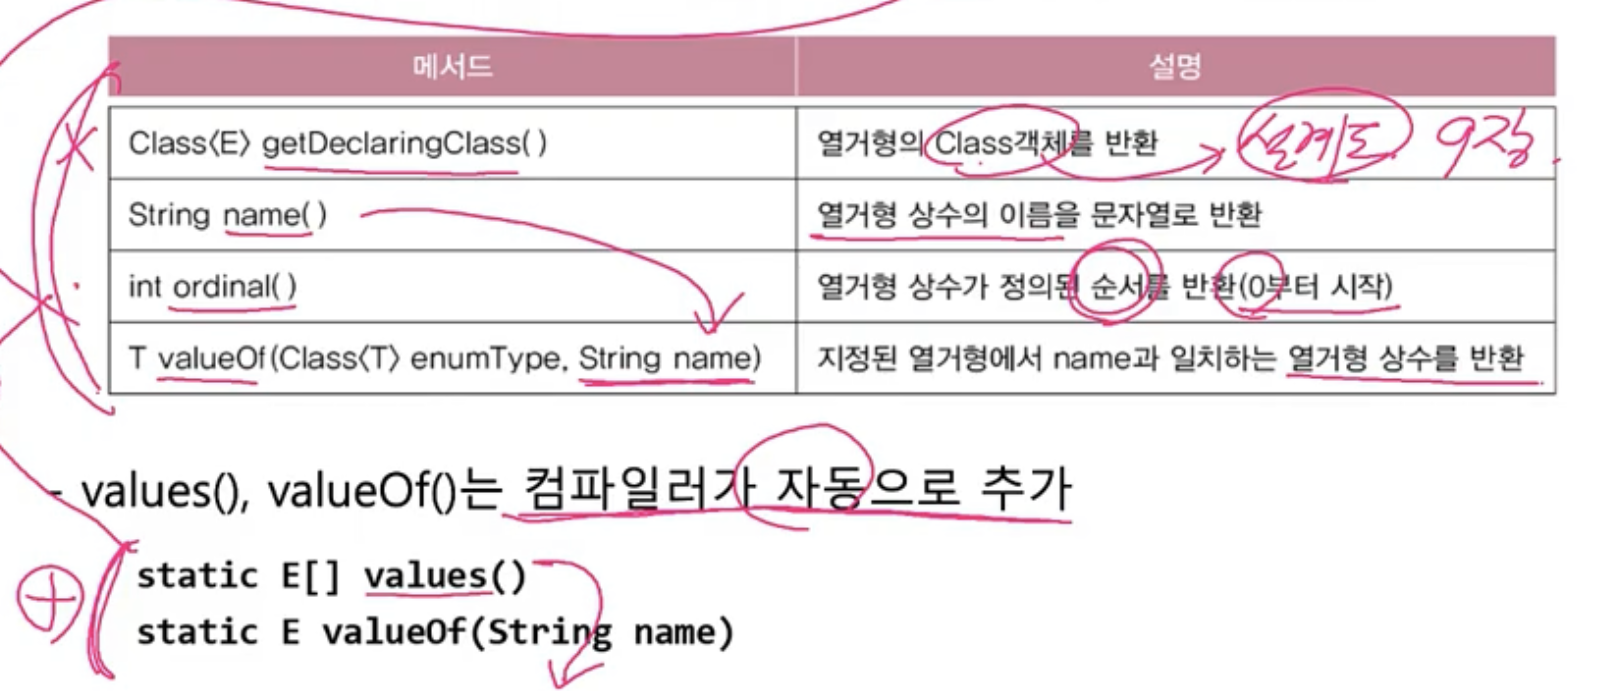 메서드 설명
Class<E> getDeclaringClass() 열거형의 Class객체를 반환 설계도 9장.
String name() 열거형 상수의 이름을 문자열로 반환
int ordinal() 열거형 상수가 정의된 순서를 반환(0부터 시작)
T valueOf(Class<T> enumType, String name) 지정된 열거형에서 name과 일치하는 열거형 상수를 반환
- values(), valueOf()는 컴파일러가 자동으로 추가
static E[] values()
static E valueOf(String name)